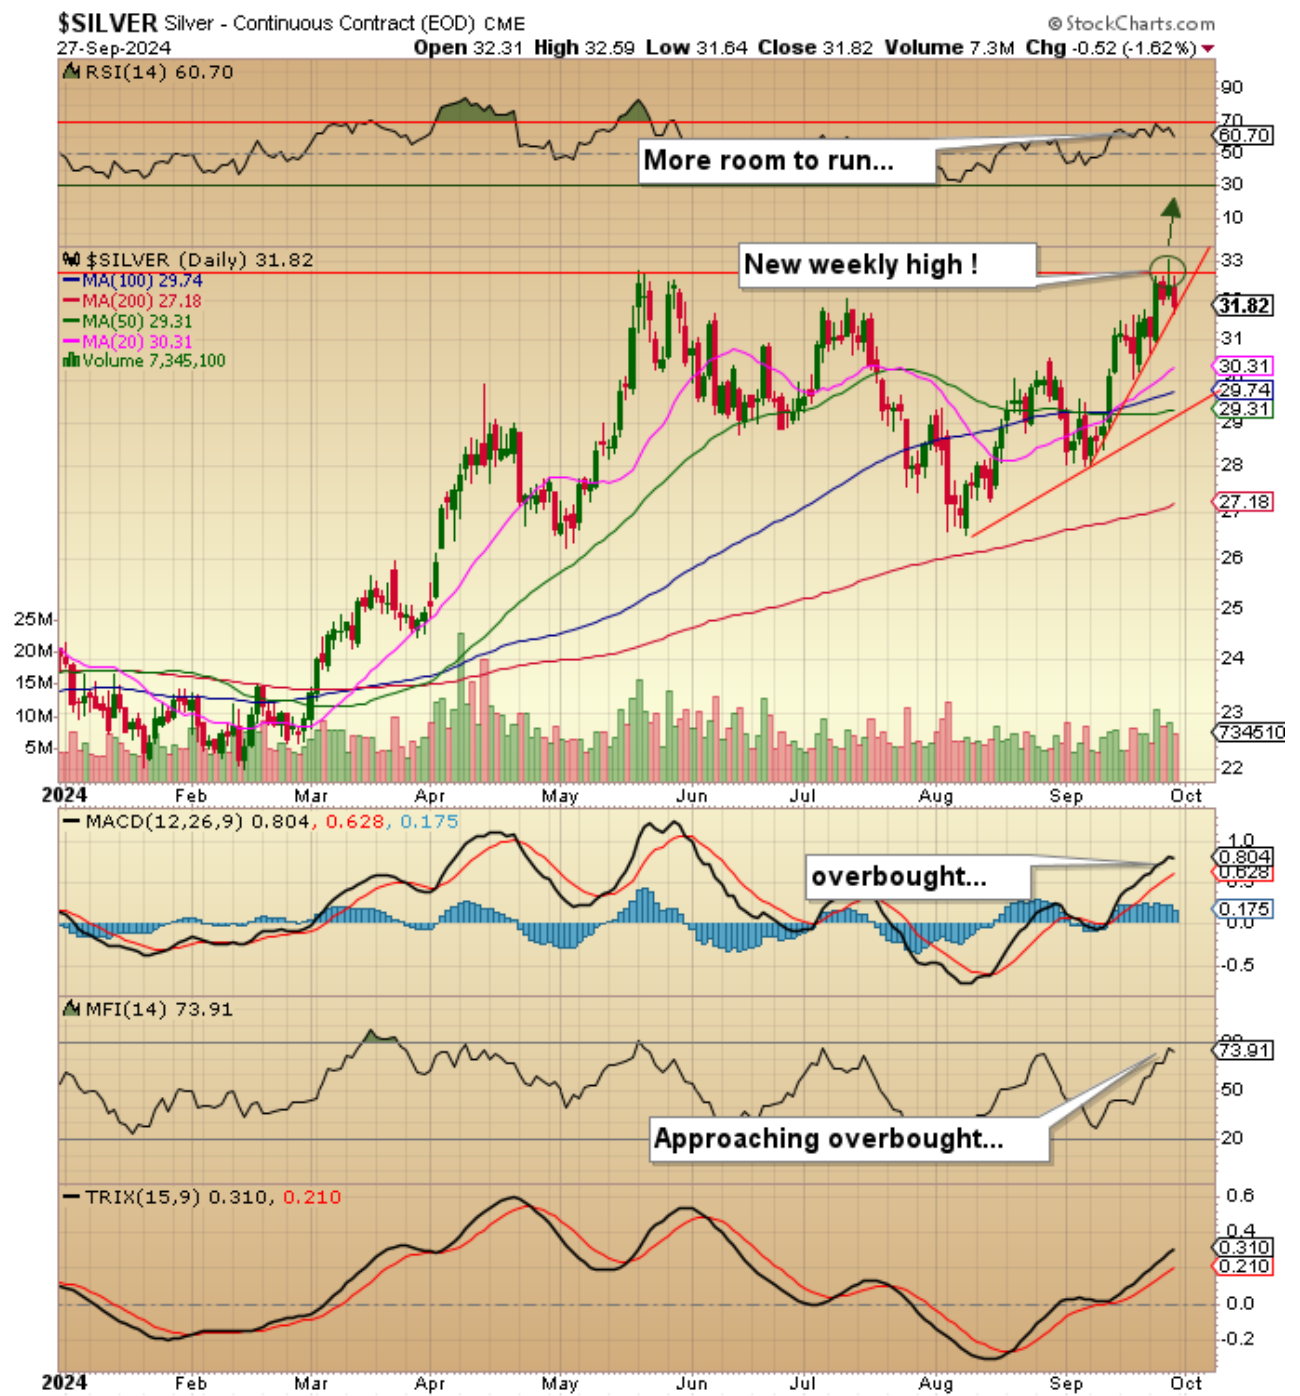 $SILVER Silver - Continuous Contract (EOD) CME © StockCharts.com
27-Sep-2024 Open 32.31 High 32.59 Low 31.64 Close 31.82 Volume 7.3M Chg -0.52 (-1.62%)
RSI(14) 60.70
90
70
60.70
50
30
10
More room to run...
$SILVER (Daily) 31.82
MA(100) 29.74
MA(200) 27.18
MA(50) 29.31
MA(20) 30.31
Volume 7,345,100
New weekly high !
33
31.82
31
30.31
29.74
29.31
29
28
27.18
27
26
25
24
23
734510
22
25M
20M
15M
10M
5M
2024 Feb Mar Apr May Jun Jul Aug Sep Oct
MACD(12,26,9) 0.804, 0.628, 0.175
overbought...
1.0
0.804
0.628
0.5
0.175
0.0
-0.5
MFI(14) 73.91
73.91
50
20
Approaching overbought...
TRIX(15,9) 0.310, 0.210
0.6
0.4
0.310
0.210
0.0
-0.2
2024 Feb Mar Apr May Jun Jul Aug Sep Oct